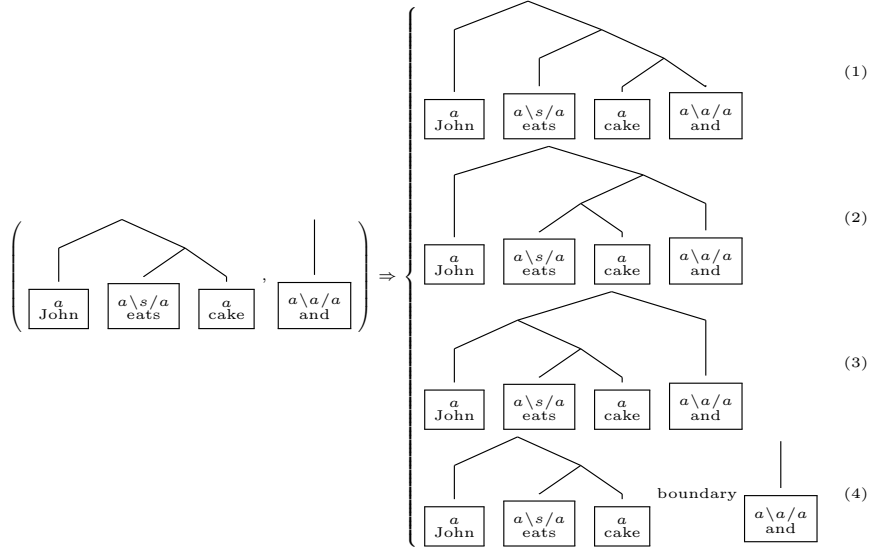 a a\s/a a a\a/a
John eats cake and
(1)
a a\s/a a a\a/a
John eats cake and
(2)
( a a\s/a a , a\a/a ) ⇒ {
John eats cake and
a a\s/a a a\a/a
John eats cake and
(3)
a a\s/a a boundary a\a/a
John eats cake and
(4)